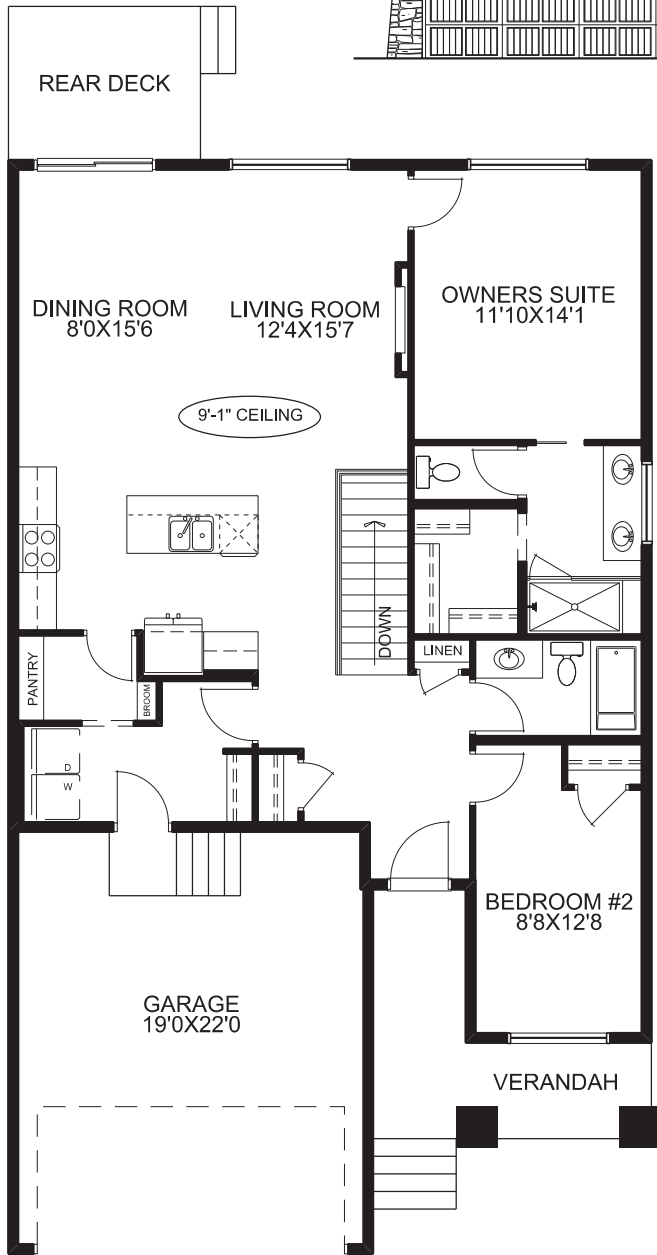 REAR DECK
DINING ROOM
8'0X15'6
LIVING ROOM
12'4X15'7
OWNERS SUITE
11'10X14'1
9'-1" CEILING
DOWN
LINEN
PANTRY
BROOM
D
W
BEDROOM #2
8'8X12'8
GARAGE
19'0X22'0
VERANDAH